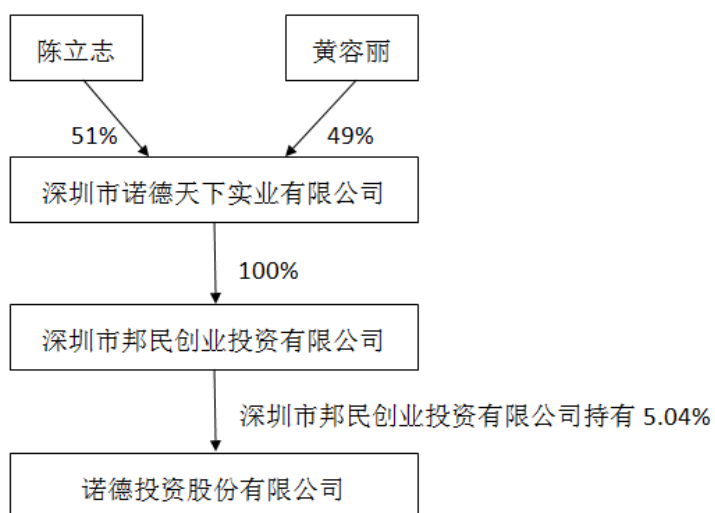 陈立志
黄容丽
51%
49%
深圳市诺德天下实业有限公司
100%
深圳市邦民创业投资有限公司
深圳市邦民创业投资有限公司持有 5.04%
诺德投资股份有限公司